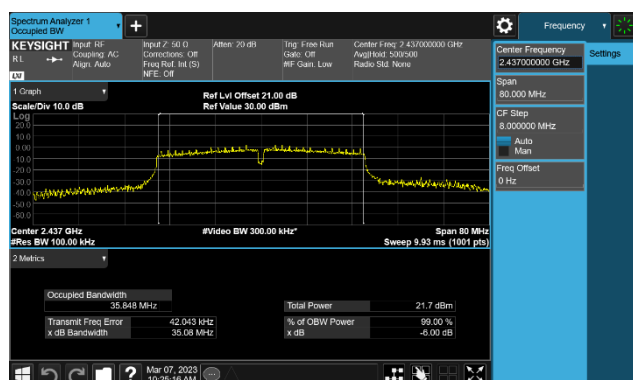 Spectrum Analyzer 1
Occupied BW
Frequency
KEYSIGHT
Input: RF
Input Z: 50 Ω
Atten: 20 dB
Trig: Free Run
Center Freq: 2.437000000 GHz
R L
Coupling: AC
Corrections: Off
Gate: Off
Avg|Hold: 500/500
Align: Auto
Freq Ref: Int (S)
#IF Gain: Low
Radio Std: None
NFE: Off
LXI
Center Frequency
2.437000000 GHz
Settings
Span
80.000 MHz
CF Step
8.000000 MHz
Auto
Man
Freq Offset
0 Hz
1 Graph
Ref Lvl Offset 21.00 dB
Scale/Div 10.0 dB
Ref Value 30.00 dBm
Log
20.0
10.0
0.00
-10.0
-20.0
-30.0
-40.0
-50.0
-60.0
Center 2.437 GHz
#Video BW 300.00 kHz*
Span 80 MHz
#Res BW 100.00 kHz
Sweep 9.93 ms (1001 pts)
2 Metrics
Occupied Bandwidth
35.848 MHz
Total Power
21.7 dBm
Transmit Freq Error
42.043 kHz
% of OBW Power
99.00 %
x dB Bandwidth
35.08 MHz
x dB
-6.00 dB
?
Mar 07, 2023
10:25:16 AM